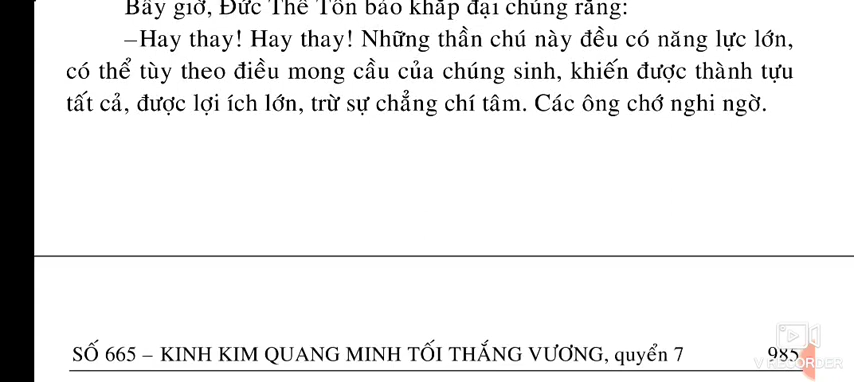 Bấy giờ, Đức Thế Tôn bảo khắp đại chúng rằng:
–Hay thay! Hay thay! Những thần chú này đều có năng lực lớn,
có thể tùy theo điều mong cầu của chúng sinh, khiến được thành tựu
tất cả, được lợi ích lớn, trừ sự chẳng chí tâm. Các ông chớ nghi ngờ.
SỐ 665 – KINH KIM QUANG MINH TỐI THẮNG VƯƠNG, quyển 7 985
V RECORDER